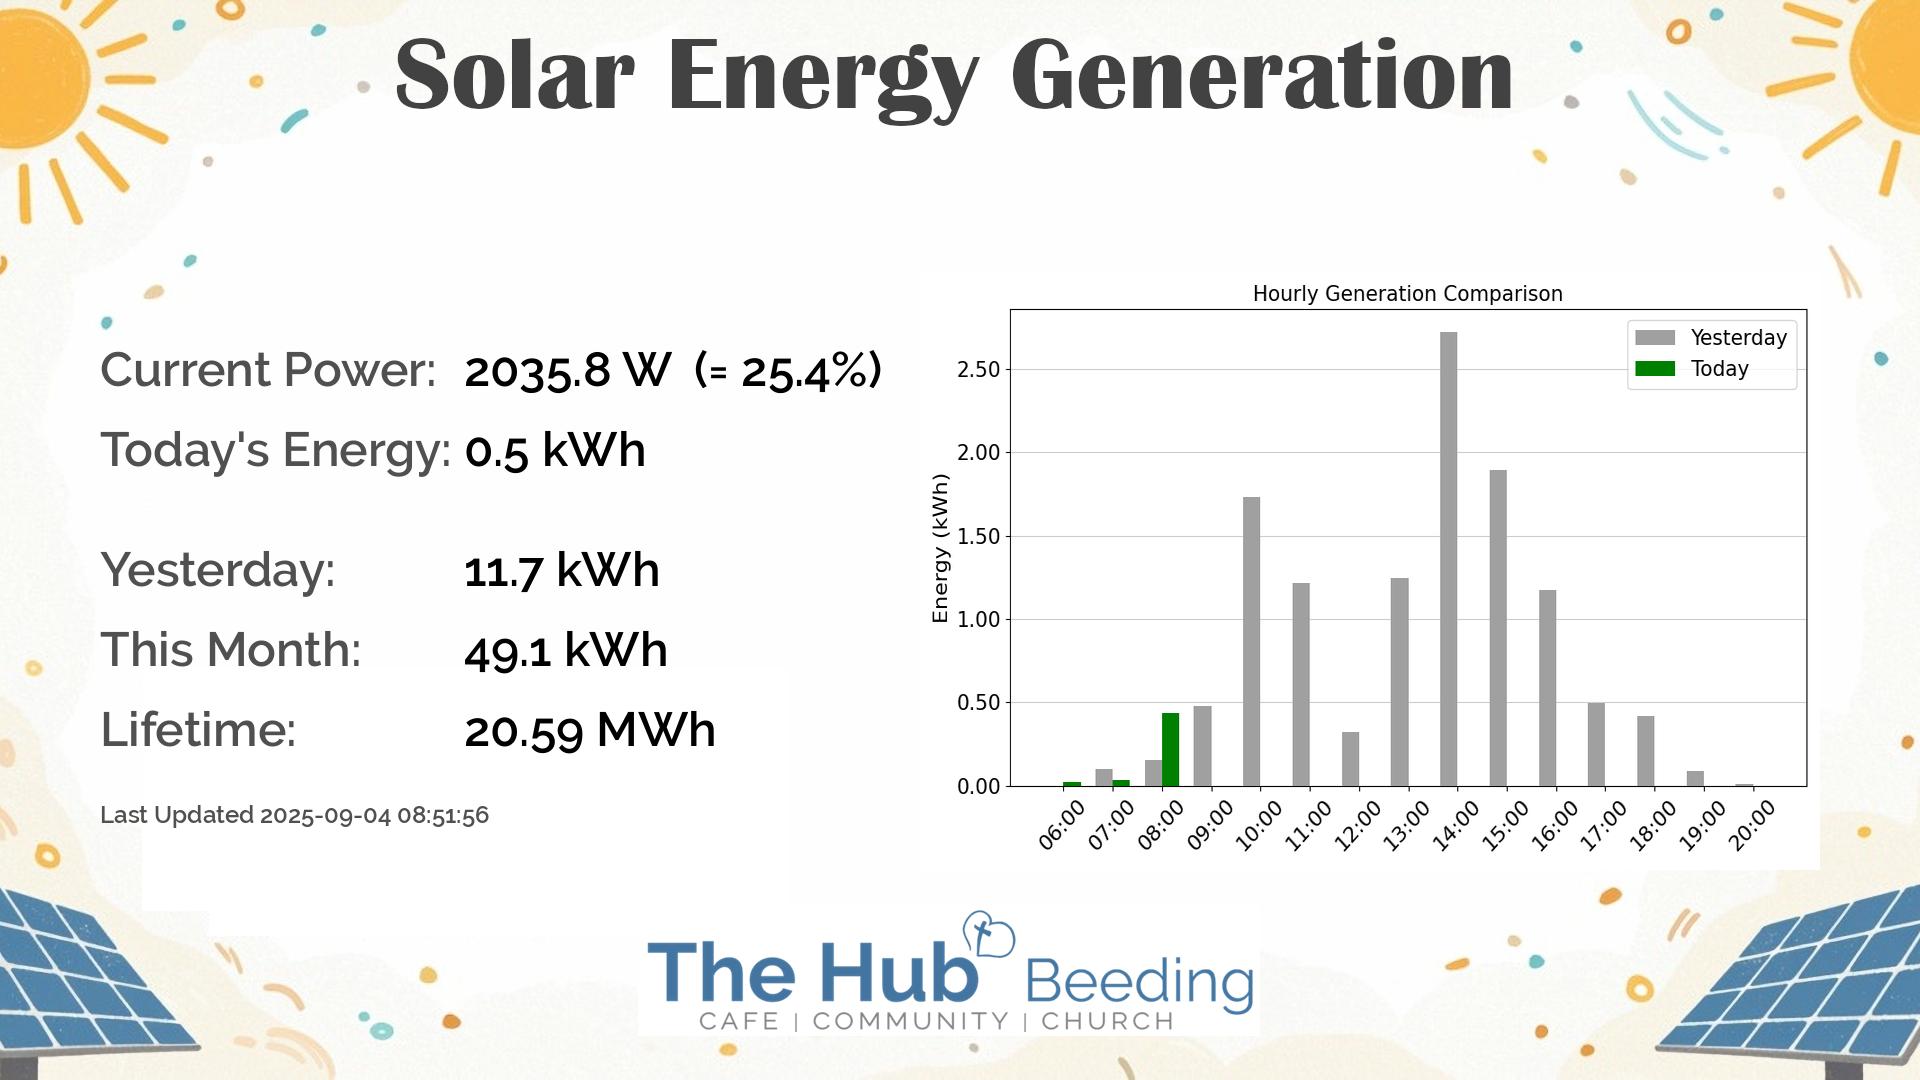 Solar Energy Generation
Current Power: 2035.8 W (= 25.4%)
Today's Energy: 0.5 kWh
Yesterday: 11.7 kWh
This Month: 49.1 kWh
Lifetime: 20.59 MWh
Last Updated 2025-09-04 08:51:56
Hourly Generation Comparison
Yesterday
Today
Energy (kWh)
2.50
2.00
1.50
1.00
0.50
0.00
06:00 07:00 08:00 09:00 10:00 11:00 12:00 13:00 14:00 15:00 16:00 17:00 18:00 19:00 20:00
The Hub Beeding
CAFE | COMMUNITY | CHURCH